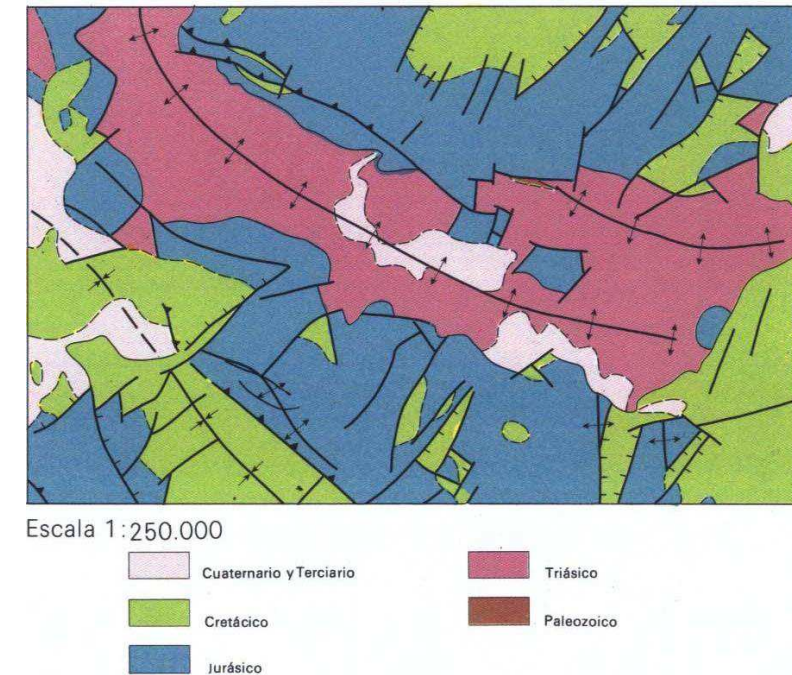 Escala 1:250.000
Cuaternario y Terciario
Cretácico
Jurásico
Triásico
Paleozoico